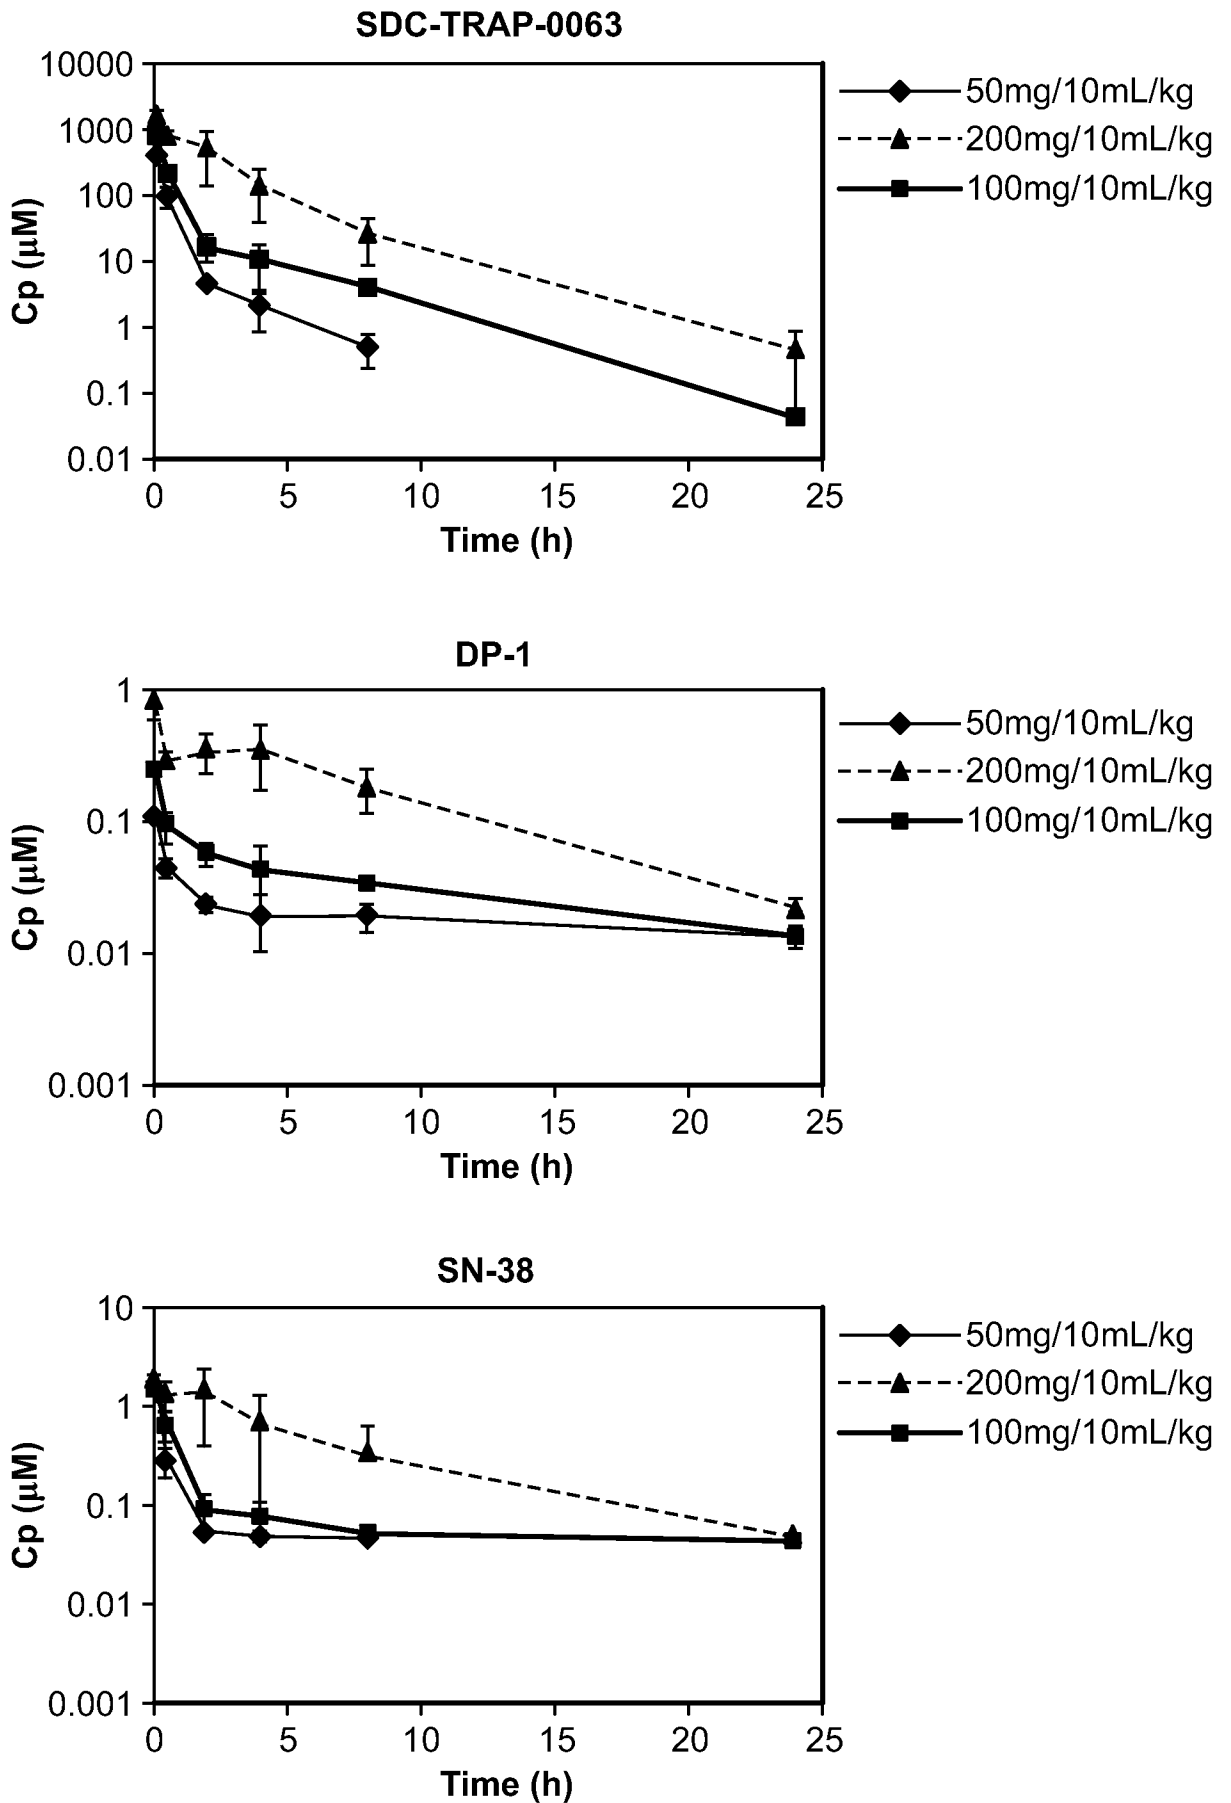 SDC-TRAP-0063
10000
1000
100
10
1
0.1
0.01
Cp (μM)
0 5 10 15 20 25
Time (h)
50mg/10mL/kg
200mg/10mL/kg
100mg/10mL/kg
DP-1
1
0.1
0.01
0.001
Cp (μM)
0 5 10 15 20 25
Time (h)
50mg/10mL/kg
200mg/10mL/kg
100mg/10mL/kg
SN-38
10
1
0.1
0.01
0.001
Cp (μM)
0 5 10 15 20 25
Time (h)
50mg/10mL/kg
200mg/10mL/kg
100mg/10mL/kg